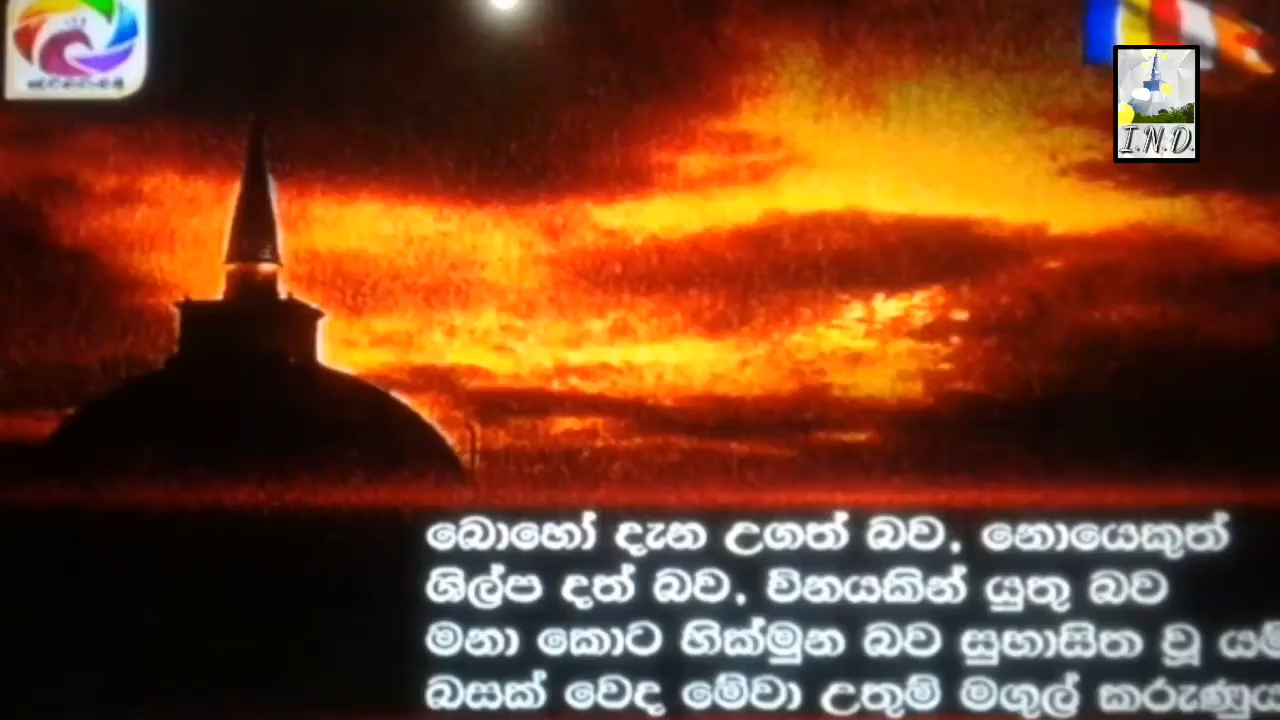 I.N.D.
බොහෝ දැන උගත් බව, නොයෙකුත්
ශිල්ප දත් බව, විනයකින් යුතු බව
මනා කොට හික්මුන බව සුභාසිත වූ
බසක් වෙද මේවා උතුම් මගුල්